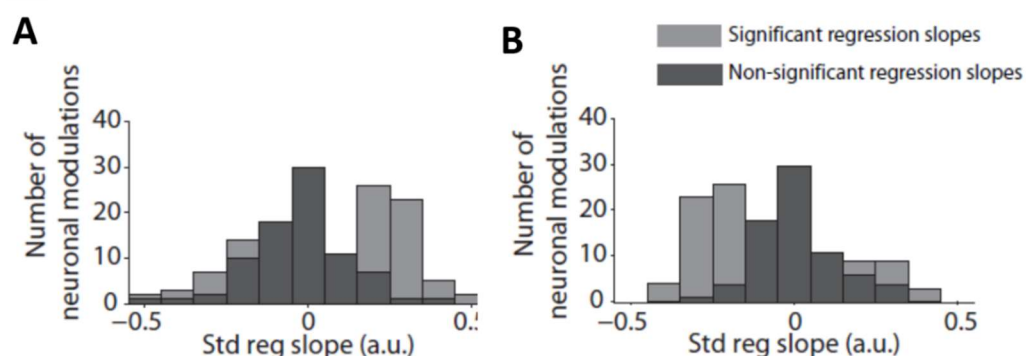 A
Number of
neuronal modulations
40
30
20
10
0
−0.5
0
0.5
Std reg slope (a.u.)
B
Significant regression slopes
Non-significant regression slopes
Number of
neuronal modulations
40
30
20
10
0
−0.5
0
0.5
Std reg slope (a.u.)